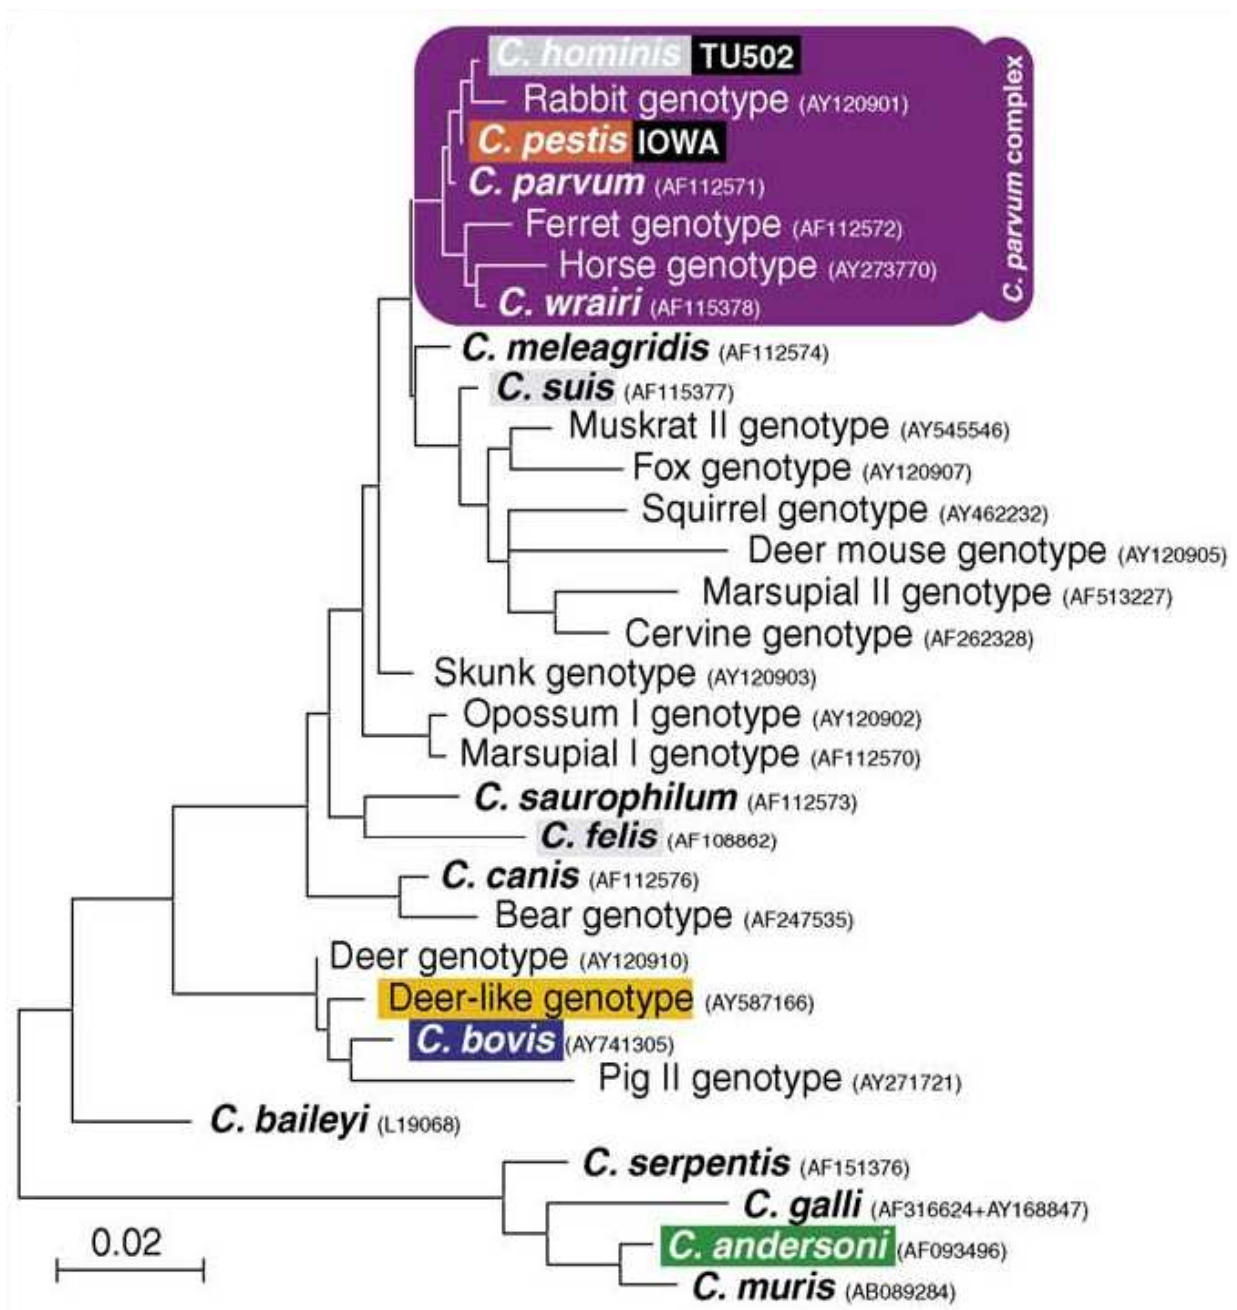 C. hominis TU502
Rabbit genotype (AY120901)
C. pestis IOWA
C. parvum (AF112571)
Ferret genotype (AF112572)
Horse genotype (AY273770)
C. wrairi (AF115378)
C. parvum complex
C. meleagridis (AF112574)
C. suis (AF115377)
Muskrat II genotype (AY545546)
Fox genotype (AY120907)
Squirrel genotype (AY462232)
Deer mouse genotype (AY120905)
Marsupial II genotype (AF513227)
Cervine genotype (AF262328)
Skunk genotype (AY120903)
Opossum I genotype (AY120902)
Marsupial I genotype (AF112570)
C. saurophilum (AF112573)
C. felis (AF108862)
C. canis (AF112576)
Bear genotype (AF247535)
Deer genotype (AY120910)
Deer-like genotype (AY587166)
C. bovis (AY741305)
Pig II genotype (AY271721)
C. baileyi (L19068)
C. serpentis (AF151376)
C. galli (AF316624+AY168847)
C. andersoni (AF093496)
C. muris (AB089284)
0.02